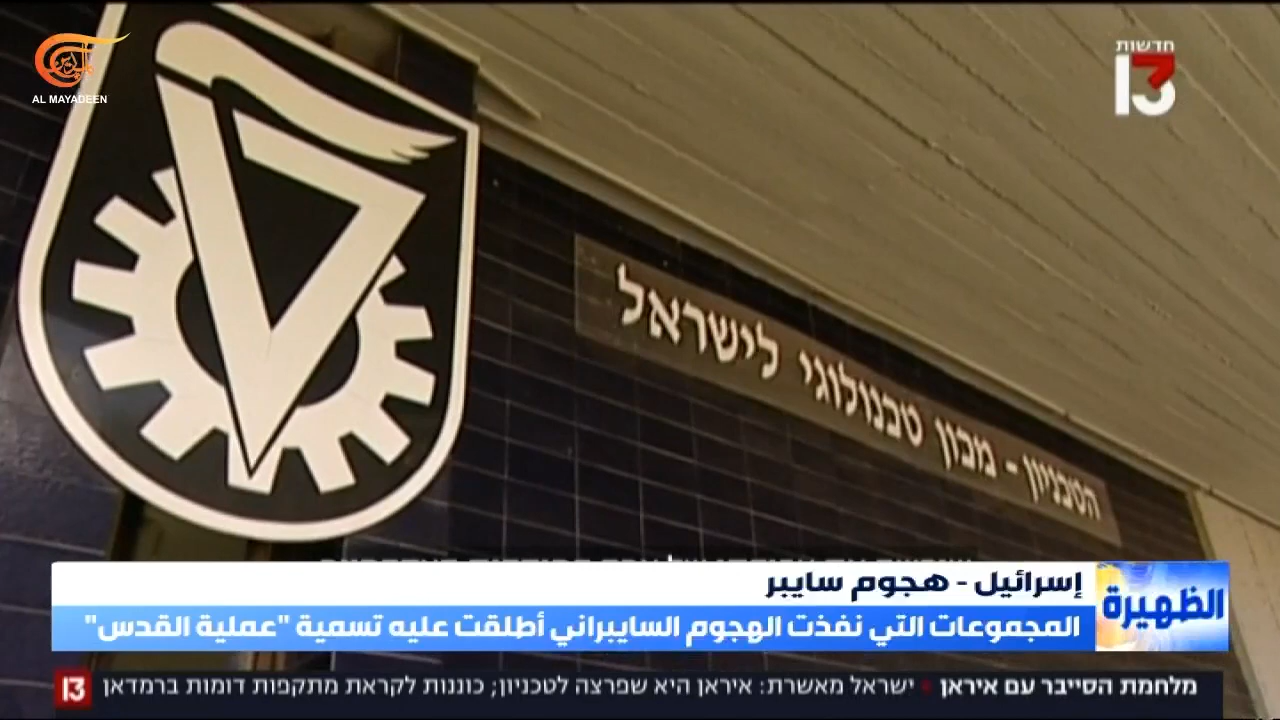 AL MAYADEEN
חדשות
13
הטכניון - מכון טכנולוגי לישראל
إسرائيل - هجوم سايبر
الظهيرة
المجموعات التي نفذت الهجوم السايبراني أطلقت عليه تسمية "عملية القدس"
מלחמת הסייבר עם איראן • ישראל מאשרת: איראן היא שפרצה לטכניון; כוננות לקראת מתקפות דומות ברמדאן
13